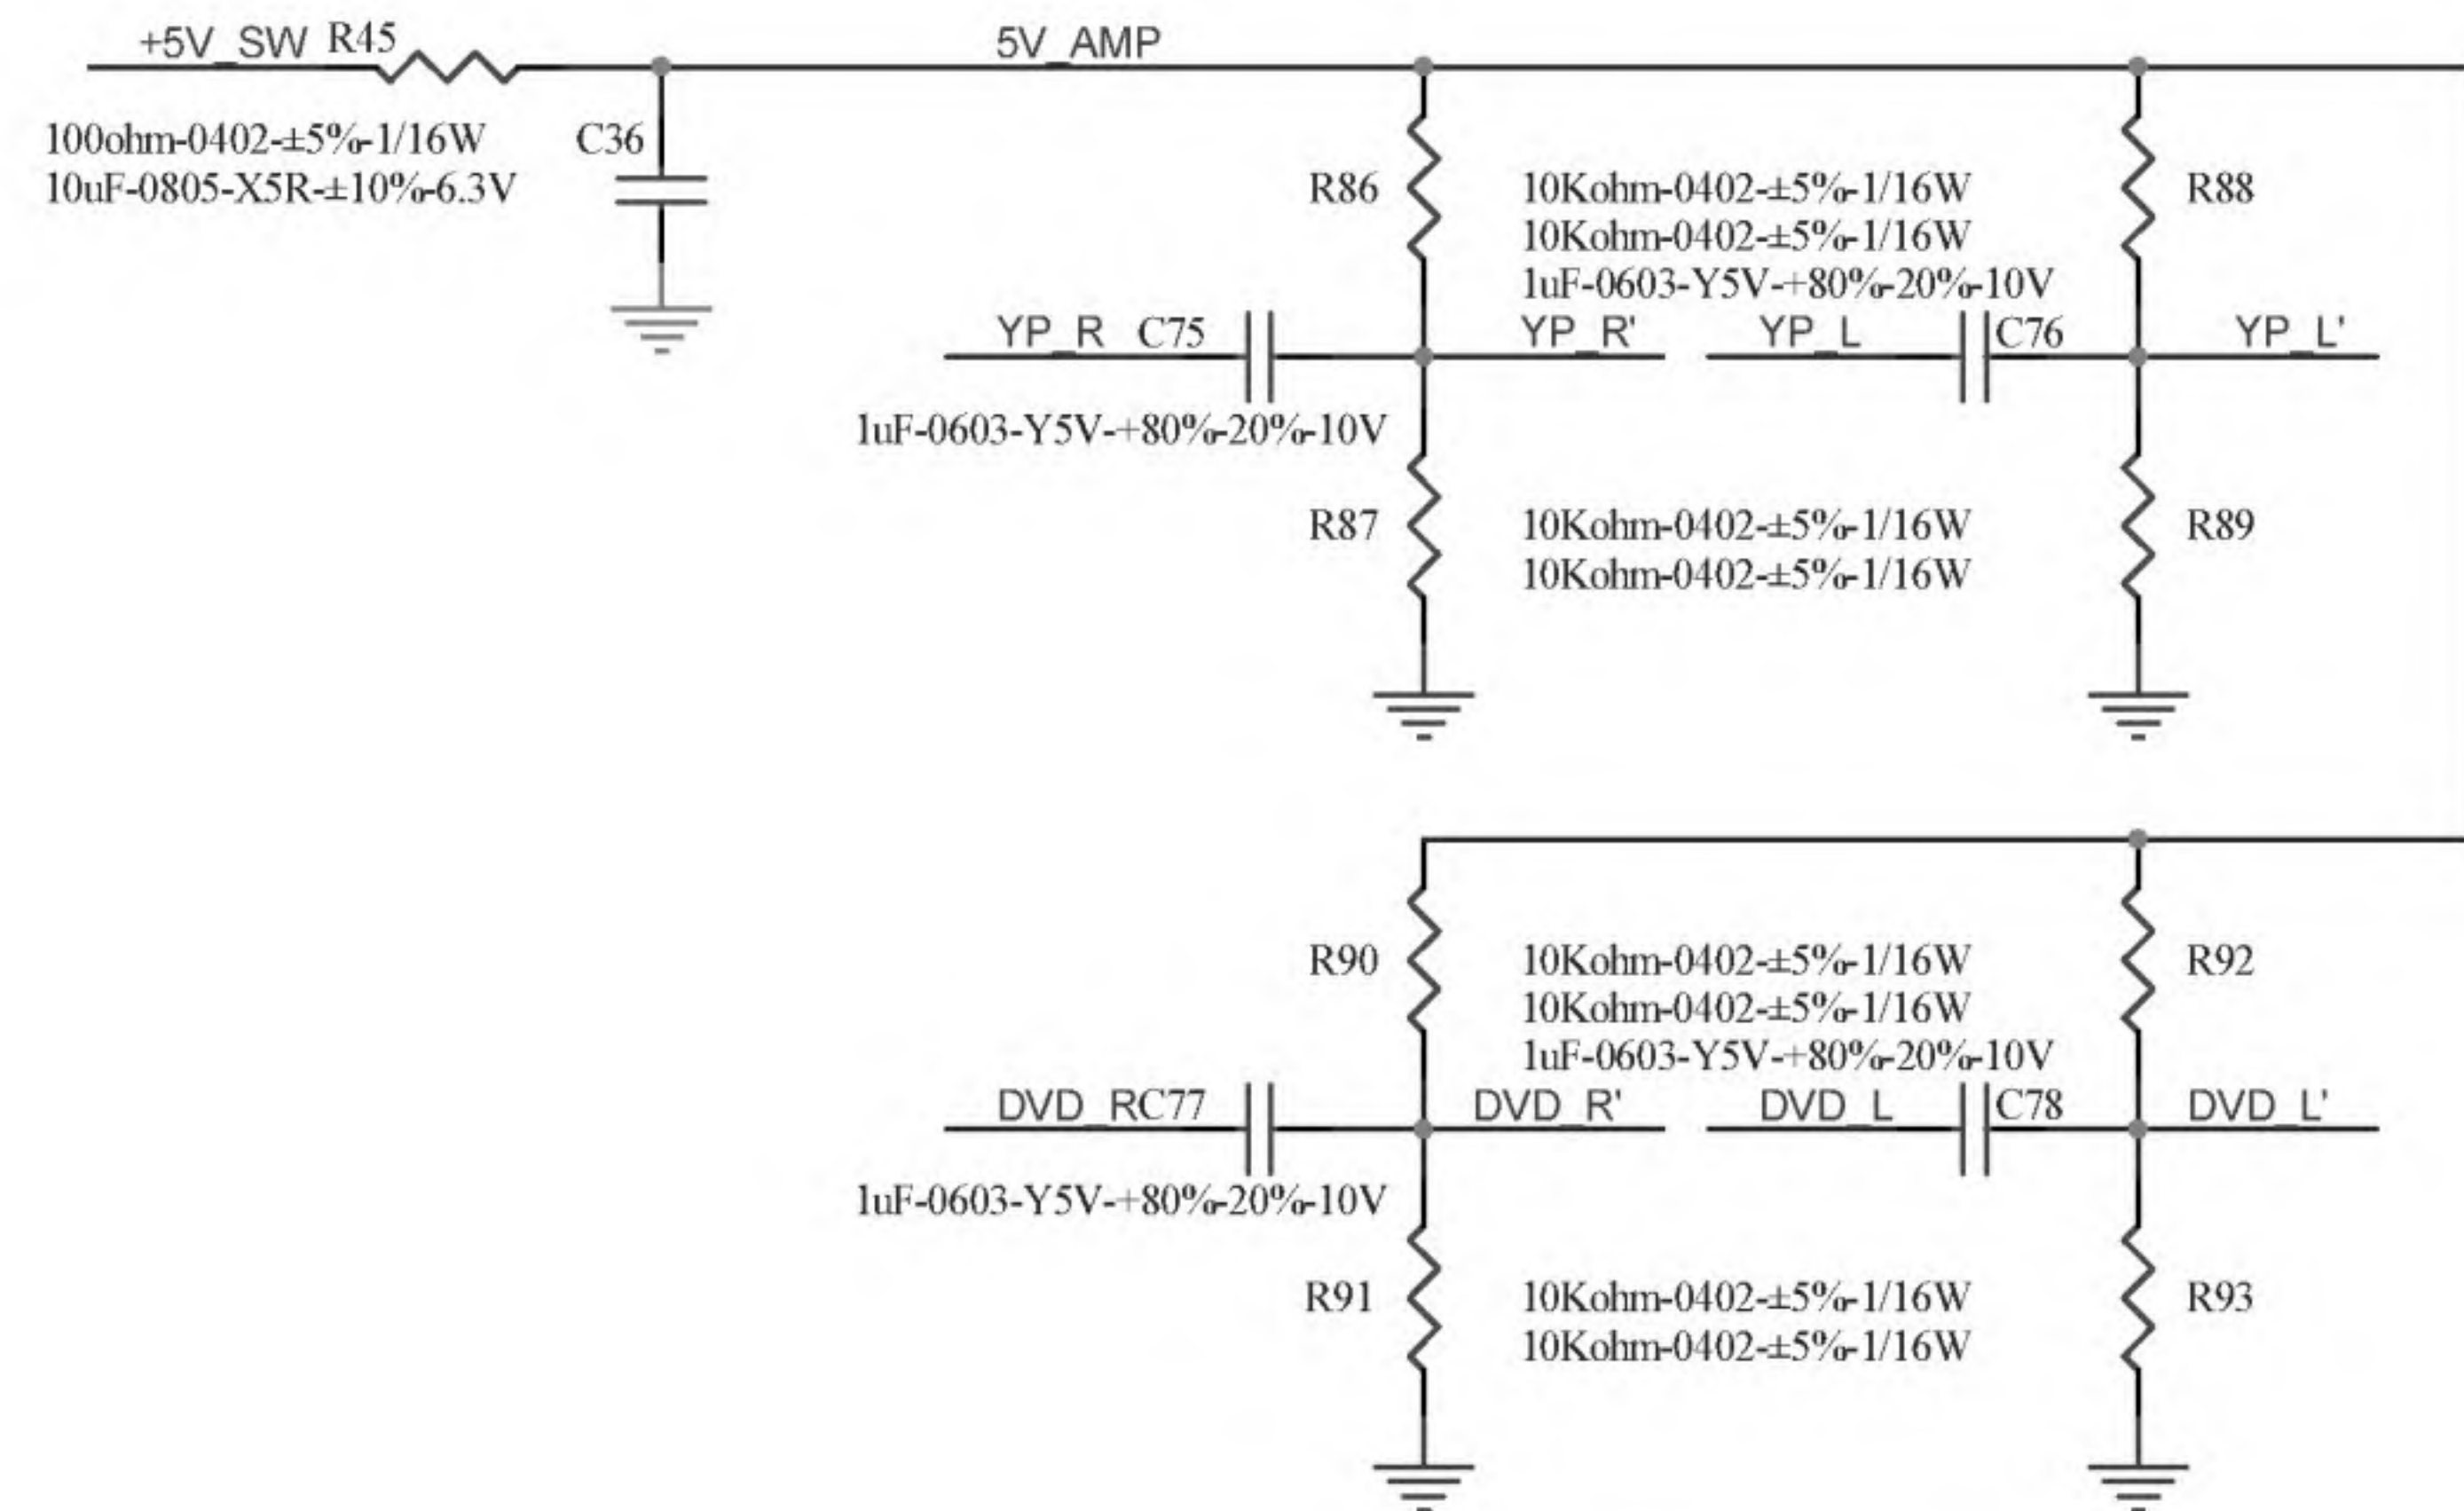 +5V_SW R45
5V_AMP
100ohm-0402-±5%-1/16W
10uF-0805-X5R-±10%-6.3V
C36
R86
10Kohm-0402-±5%-1/16W
10Kohm-0402-±5%-1/16W
1uF-0603-Y5V-+80%-20%-10V
R88
YP_R C75
YP_R'
YP_L
C76
YP_L'
1uF-0603-Y5V-+80%-20%-10V
R87
10Kohm-0402-±5%-1/16W
10Kohm-0402-±5%-1/16W
R89
R90
10Kohm-0402-±5%-1/16W
10Kohm-0402-±5%-1/16W
1uF-0603-Y5V-+80%-20%-10V
R92
DVD_RC77
DVD_R'
DVD_L
C78
DVD_L'
1uF-0603-Y5V-+80%-20%-10V
R91
10Kohm-0402-±5%-1/16W
10Kohm-0402-±5%-1/16W
R93